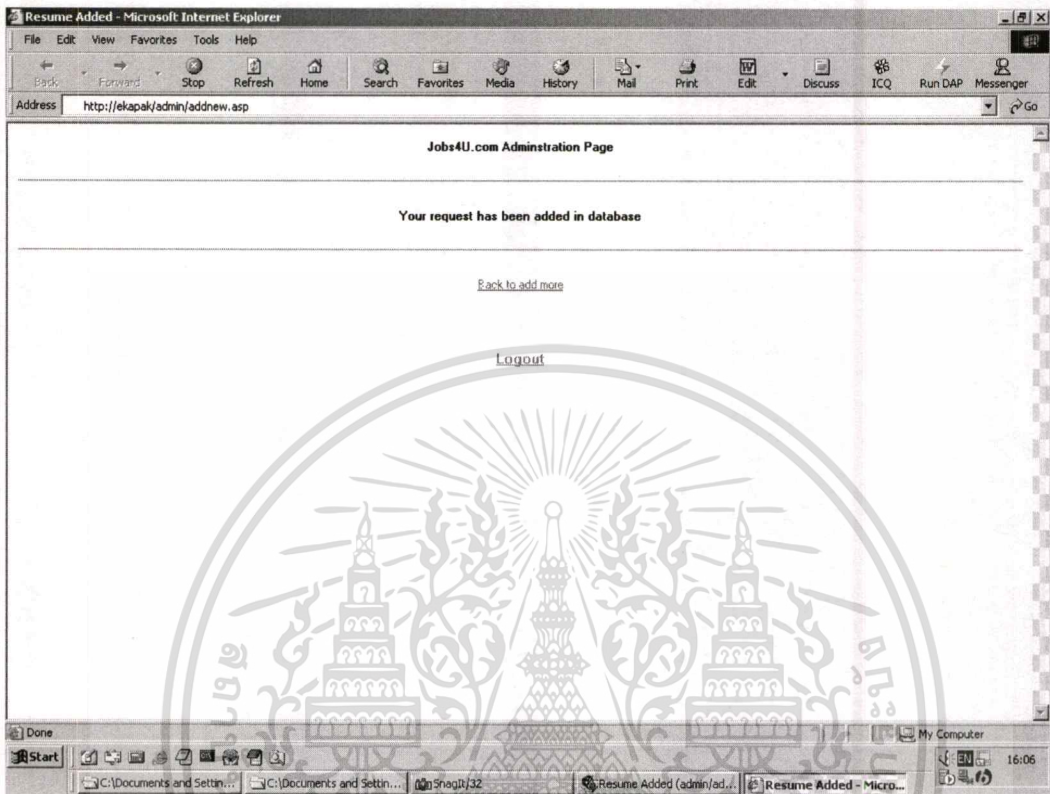 Resume Added - Microsoft Internet Explorer
File Edit View Favorites Tools Help
Back Forward Stop Refresh Home Search Favorites Media History Mail Print Edit Discuss ICQ Run DAP Messenger
Address http://ekapak/admin/addnew.asp Go
Jobs4U.com Adminstration Page
Your request has been added in database
Back to add more
Logout
Done My Computer
Start EN 16:06
C:\Documents and Settin... C:\Documents and Settin... SnagIt/32 Resume Added (admin/ad... Resume Added - Micro...